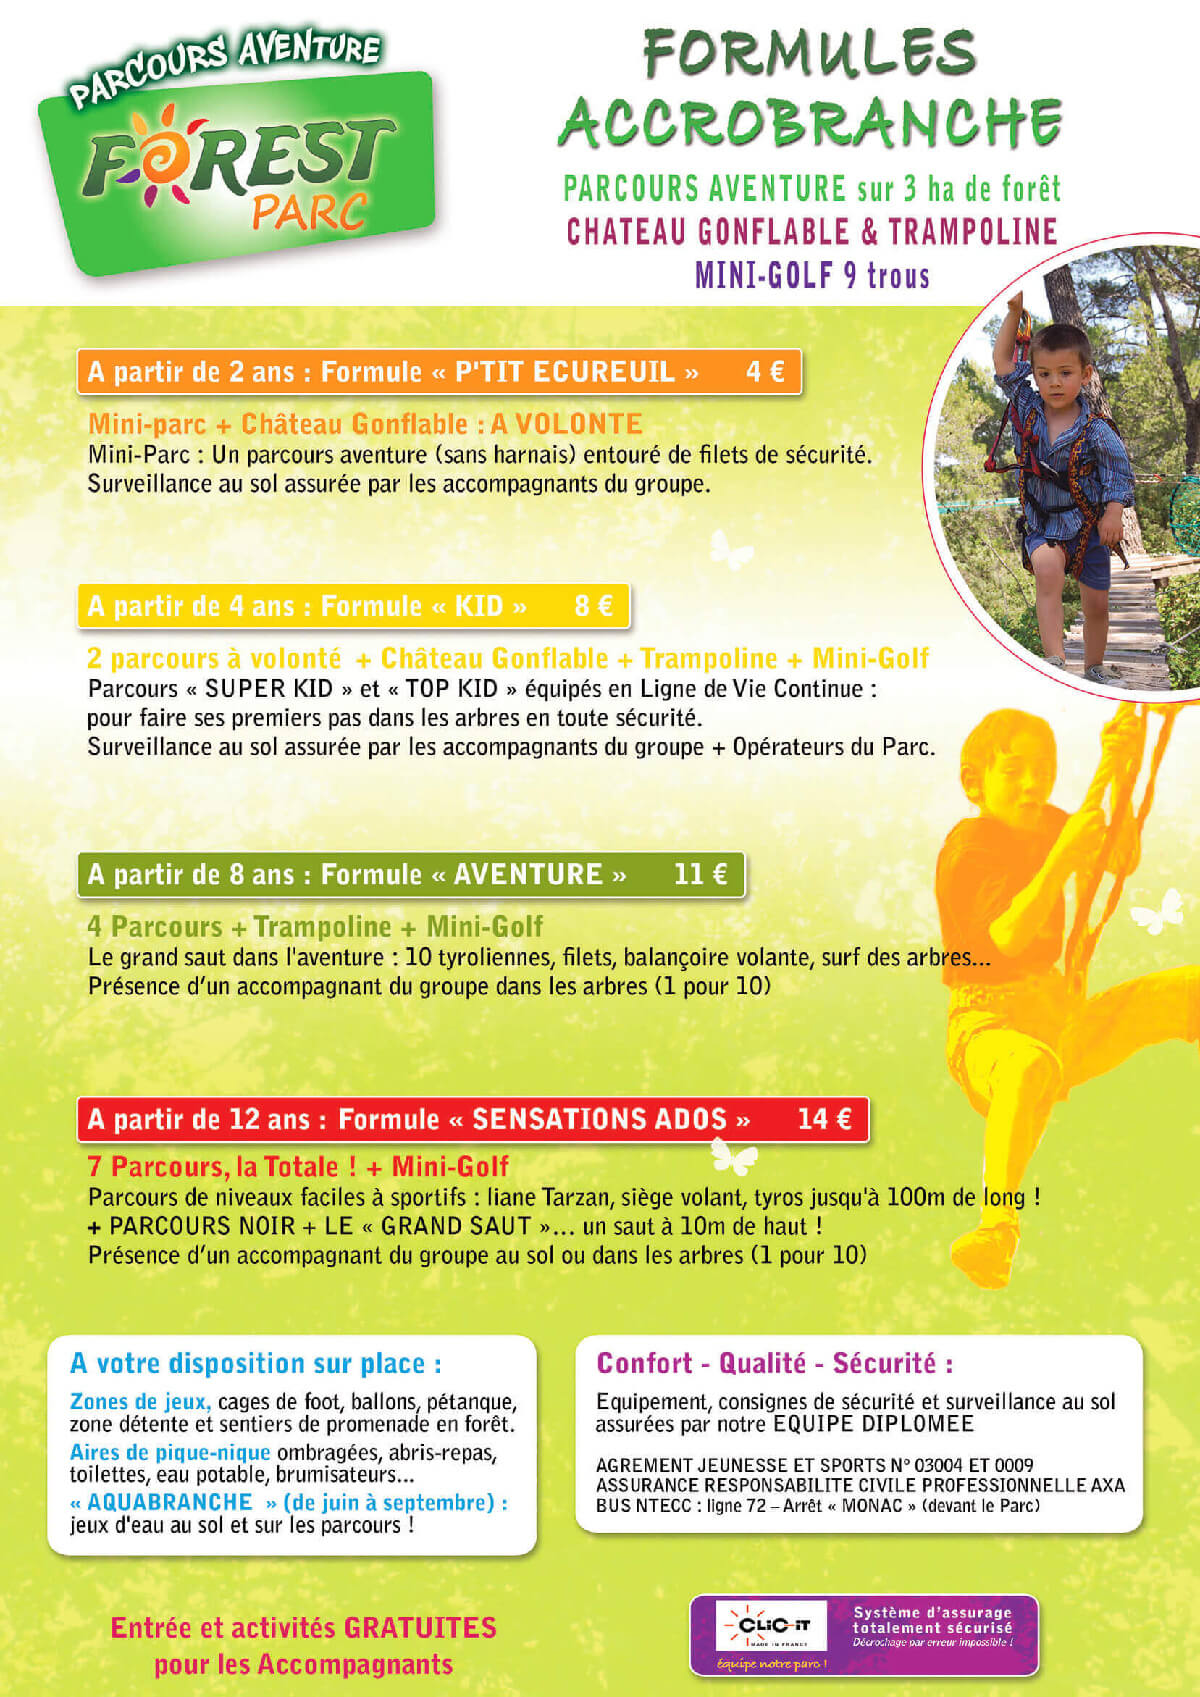 PARCOURS AVENTURE
FOREST
PARC
FORMULES
ACCROBRANCHE
PARCOURS AVENTURE sur 3 ha de forêt
CHATEAU GONFLABLE & TRAMPOLINE
MINI-GOLF 9 trous
A partir de 2 ans : Formule « P'TIT ECUREUIL » 4 €
Mini-parc + Château Gonflable : A VOLONTE
Mini-Parc : Un parcours aventure (sans harnais) entouré de filets de sécurité.
Surveillance au sol assurée par les accompagnants du groupe.
A partir de 4 ans : Formule « KID » 8 €
2 parcours à volonté + Château Gonflable + Trampoline + Mini-Golf
Parcours « SUPER KID » et « TOP KID » équipés en Ligne de Vie Continue :
pour faire ses premiers pas dans les arbres en toute sécurité.
Surveillance au sol assurée par les accompagnants du groupe + Opérateurs du Parc.
A partir de 8 ans : Formule « AVENTURE » 11 €
4 Parcours + Trampoline + Mini-Golf
Le grand saut dans l'aventure : 10 tyroliennes, filets, balançoire volante, surf des arbres...
Présence d’un accompagnant du groupe dans les arbres (1 pour 10)
A partir de 12 ans : Formule « SENSATIONS ADOS » 14 €
7 Parcours, la Totale ! + Mini-Golf
Parcours de niveaux faciles à sportifs : liane Tarzan, siège volant, tyros jusqu'à 100m de long !
+ PARCOURS NOIR + LE « GRAND SAUT »... un saut à 10m de haut !
Présence d’un accompagnant du groupe au sol ou dans les arbres (1 pour 10)
A votre disposition sur place :
Zones de jeux, cages de foot, ballons, pétanque,
zone détente et sentiers de promenade en forêt.
Aires de pique-nique ombragées, abris-repas,
toilettes, eau potable, brumisateurs...
« AQUABRANCHE » (de juin à septembre) :
jeux d'eau au sol et sur les parcours !
Confort - Qualité - Sécurité :
Equipement, consignes de sécurité et surveillance au sol
assurées par notre EQUIPE DIPLOMEE
AGREMENT JEUNESSE ET SPORTS N° 03004 ET 0009
ASSURANCE RESPONSABILITE CIVILE PROFESSIONNELLE AXA
BUS NTECC : ligne 72 – Arrêt « MONAC » (devant le Parc)
Entrée et activités GRATUITES
pour les Accompagnants
CLiC-iT
MADE IN FRANCE
équipe notre parc !
Système d’assurage
totalement sécurisé
Décrochage par erreur impossible !